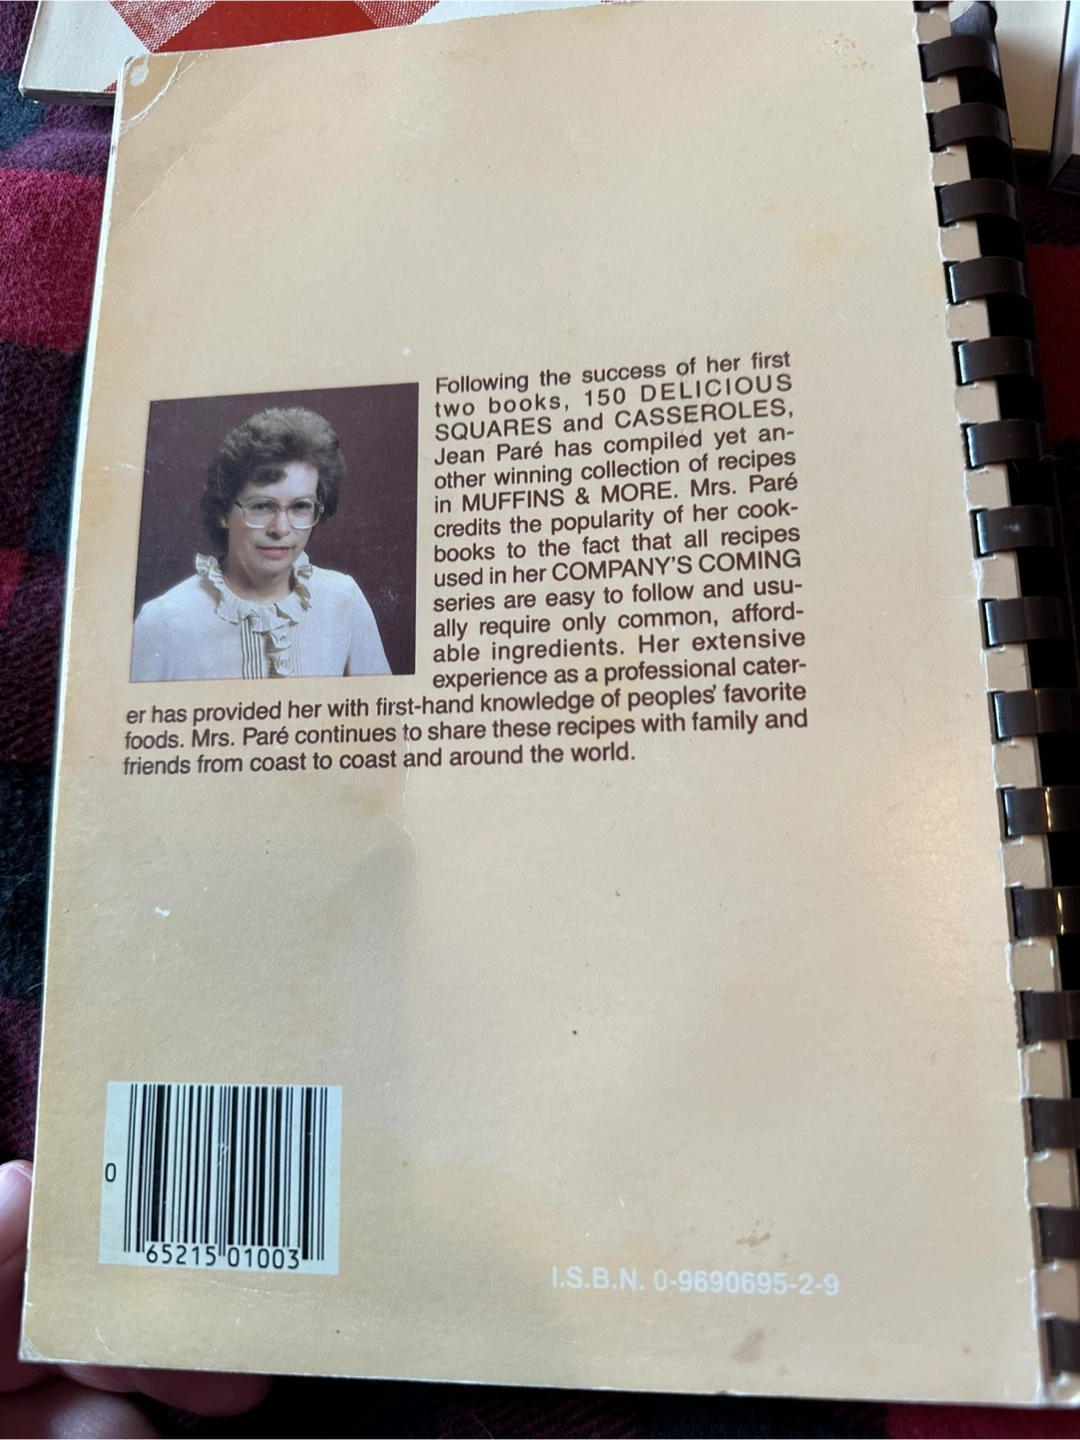 Following the success of her first
two books, 150 DELICIOUS
SQUARES and CASSEROLES,
Jean Paré has compiled yet an-
other winning collection of recipes
in MUFFINS & MORE. Mrs. Paré
credits the popularity of her cook-
books to the fact that all recipes
used in her COMPANY'S COMING
series are easy to follow and usu-
ally require only common, afford-
able ingredients. Her extensive
experience as a professional cater-
er has provided her with first-hand knowledge of peoples' favorite
foods. Mrs. Paré continues to share these recipes with family and
friends from coast to coast and around the world.
0
65215 01003
I.S.B.N. 0-9690695-2-9